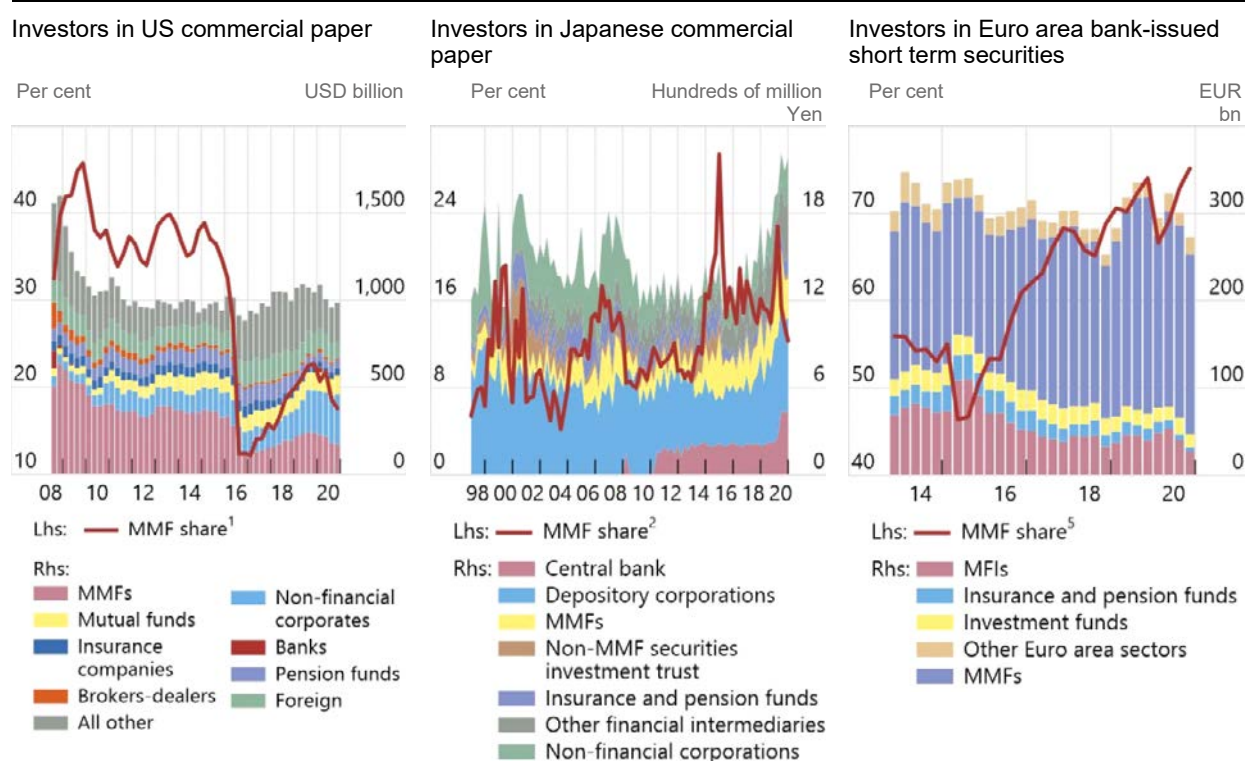 Investors in US commercial paper
Per cent
USD billion
40
30
20
10
1,500
1,000
500
0
08 10 12 14 16 18 20
Lhs: MMF share1
Rhs:
MMFs
Mutual funds
Insurance
companies
Brokers-dealers
All other
Non-financial
corporates
Banks
Pension funds
Foreign
Investors in Japanese commercial
paper
Per cent
Hundreds of million
Yen
24
16
8
0
18
12
6
0
98 00 02 04 06 08 10 12 14 16 18 20
Lhs: MMF share2
Rhs: Central bank
Depository corporations
MMFs
Non-MMF securities
investment trust
Insurance and pension funds
Other financial intermediaries
Non-financial corporations
Investors in Euro area bank-issued
short term securities
Per cent
EUR
bn
70
60
50
40
300
200
100
0
14 16 18 20
Lhs: MMF share5
Rhs: MFIs
Insurance and pension funds
Investment funds
Other Euro area sectors
MMFs